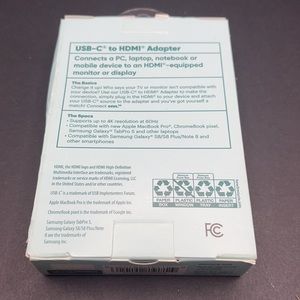 USB-C® to HDMI® Adapter
Connects a PC, laptop, notebook or
mobile device to an HDMI®-equipped
monitor or display
The Basics
Change it up! Who says your TV or monitor isn't compatible with
your device? Use our USB-C® to HDMI® Adapter to make the
connection, simply plug in the HDMI® to your device and attach
your USB-C® source to the adapter and you've got yourself a
match! Connect
The Specs
• Supports up to 4K resolution at 60Hz
• Compatible with new Apple MacBook Pro®, ChromeBook pixel,
Samsung Galaxy® TabPro S and other laptops
• Compatible with Samsung Galaxy® S8/S8 Plus/Note 8 and
other smartphones
HDMI, the HDMI logo and HDMI High-Definition
Multimedia Interface are trademarks, registered
trademarks or service marks of HDMI Licensing, LLC
in the United States and/or other countries.
USB-C® is a trademark of USB Implementers Forum.
Apple MacBook Pro is the trademark of Apple Inc.
ChromeBook pixel is the trademark of Google Inc.
Samsung Galaxy TabPro S,
Samsung Galaxy S8/S8 Plus/Note
8 are the trademarks of
Samsung Inc.
PAPER
BOX
PLASTIC
WINDOW
PLASTIC
TRAY
PAPER
INSERT
FC